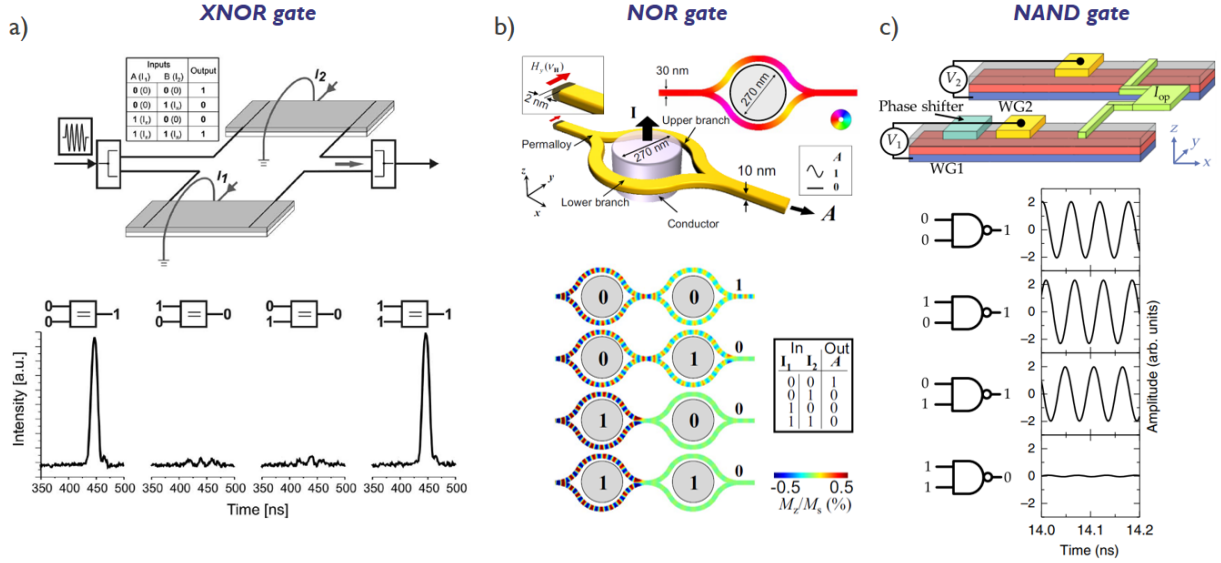 XNOR gate
a)
Inputs
Output
A (I₁) B (I₂)
0 (0) 0 (0) 1
0 (0) 1 (Iπ) 0
1 (Iπ) 0 (0) 0
1 (Iπ) 1 (Iπ) 1
I2
I1
0
0
1
1
0
0
0
1
0
1
1
1
Intensity [a.u.]
350 400 450 500
350 400 450 500
350 400 450 500
350 400 450 500
Time [ns]
NOR gate
b)
Hy(νH)
2 nm
30 nm
270 nm
I
Upper branch
270 nm
Permalloy
10 nm
A
1
0
z
y
x
Lower branch
Conductor
A
0 0 1
0 1 0
1 0 0
1 1 0
In Out
I₁ I₂ A
0 0 1
0 1 0
1 0 0
1 1 0
-0.5 0.5
Mz/Ms (%)
NAND gate
c)
V2
Iop
Phase shifter
WG2
V1
WG1
z
y
x
0
0
1
2
0
−2
1
0
1
2
0
−2
0
1
1
2
0
−2
1
1
0
2
0
−2
Amplitude (arb. units)
14.0 14.1 14.2
Time (ns)